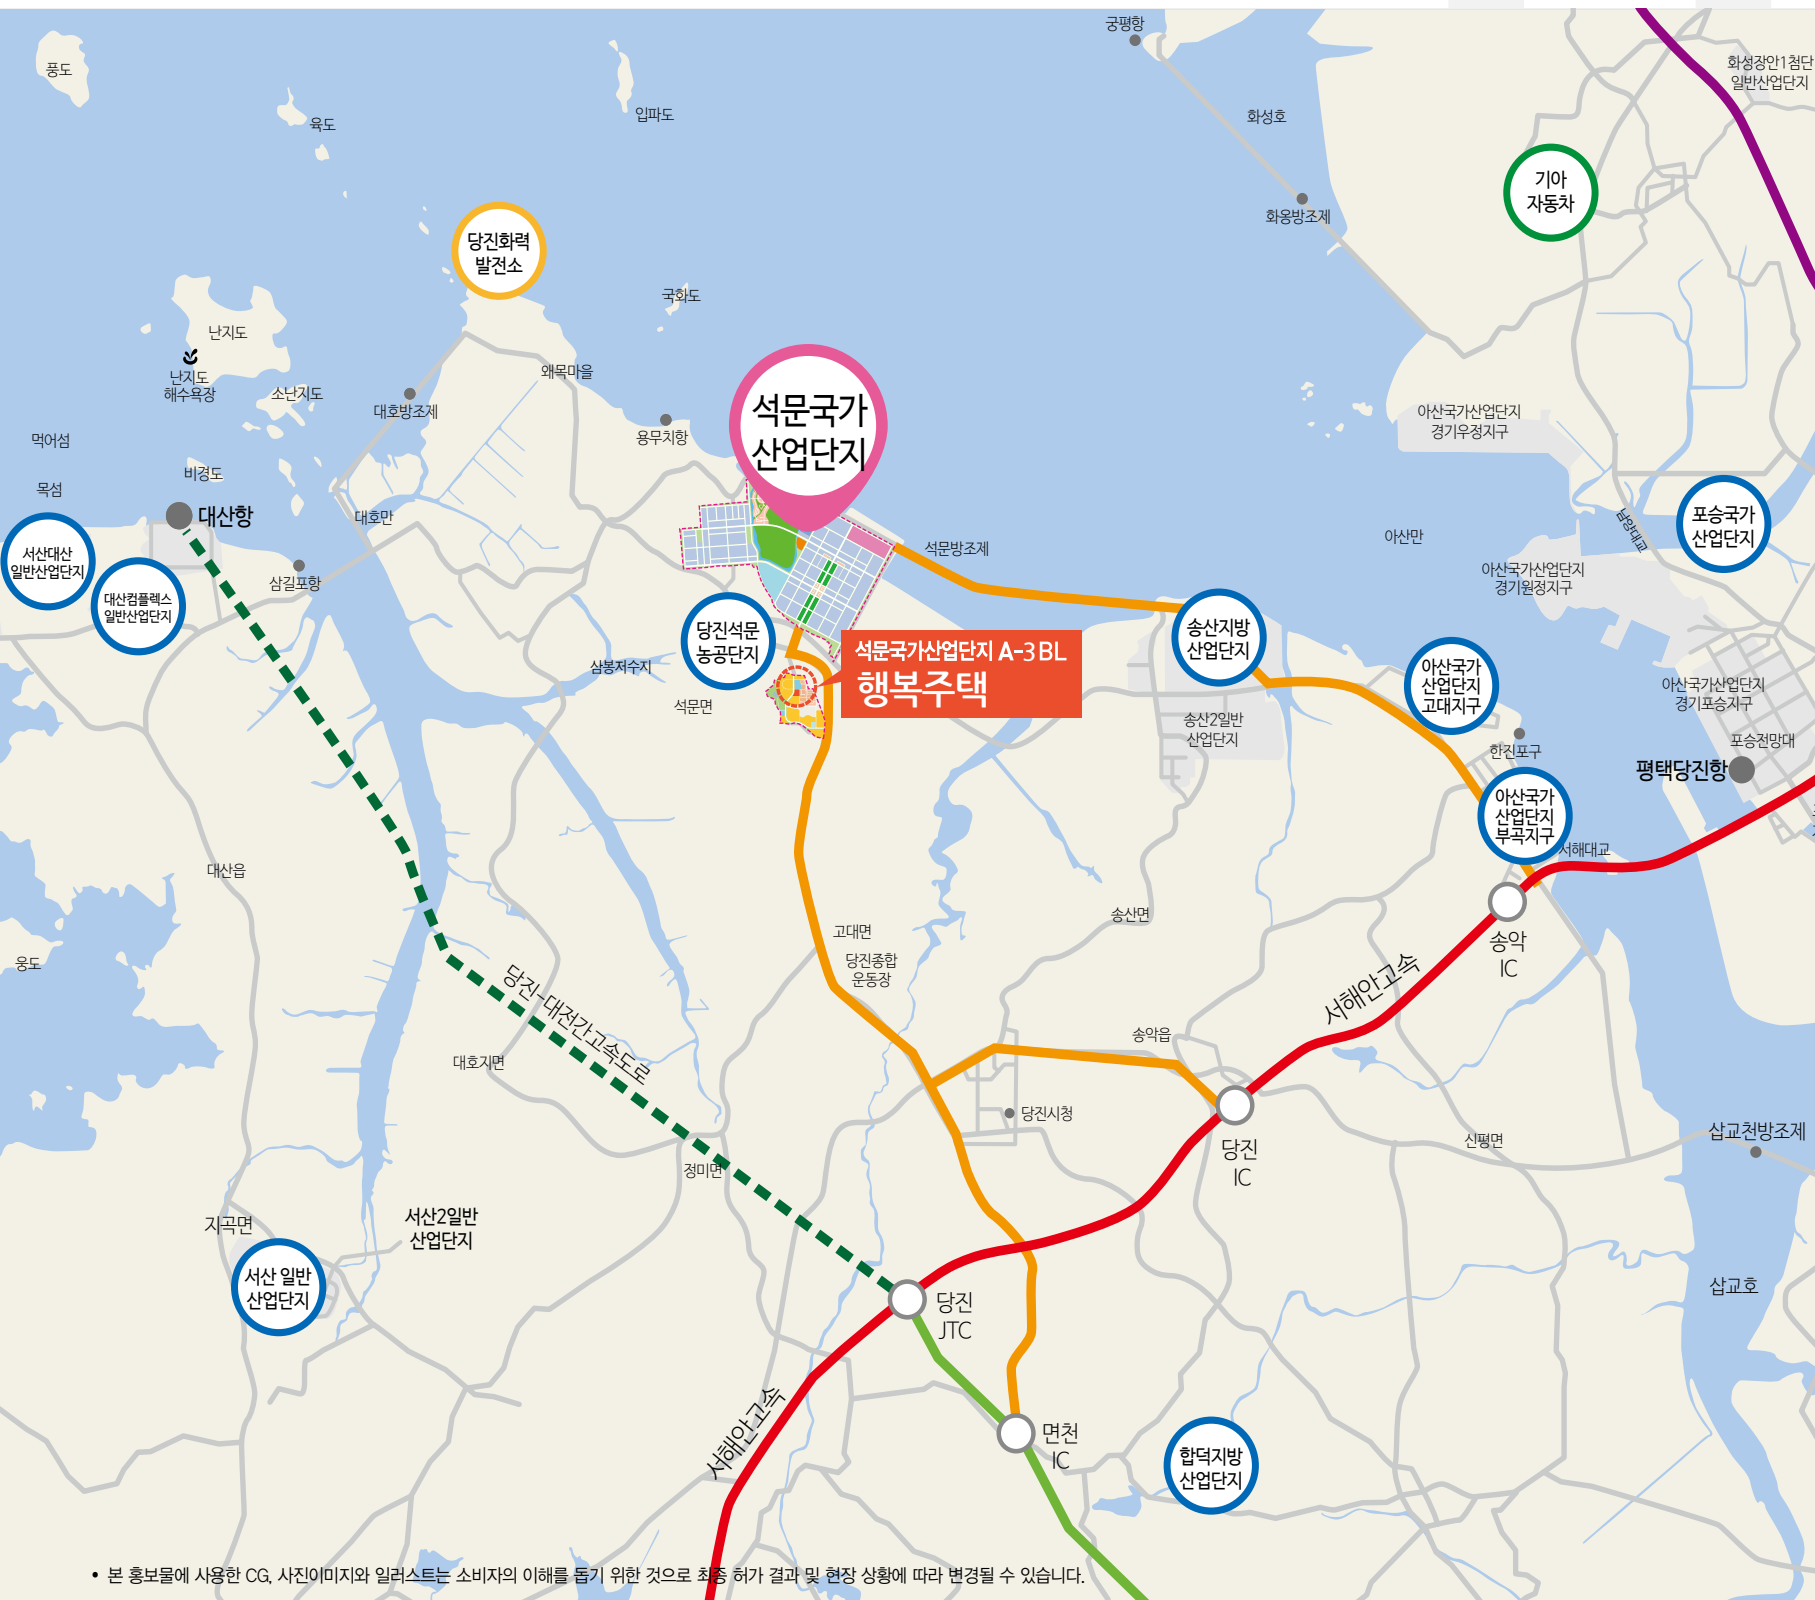 궁평항
화성장안1첨단
일반산업단지
풍도
육도
입파도
화성호
기아
자동차
화옹방조제
당진화력
발전소
국화도
난지도
난지도
해수욕장
소난지도
대호방조제
왜목마을
용무치항
석문국가
산업단지
아산국가산업단지
경기우정지구
먹어섬
비경도
목섬
대산항
대호만
석문방조제
아산만
남양대교
포승국가
산업단지
서산대산
일반산업단지
대산컴플렉스
일반산업단지
삼길포항
아산국가산업단지
경기원정지구
당진석문
농공단지
삼봉저수지
석문면
석문국가산업단지 A-3BL
행복주택
송산지방
산업단지
아산국가
산업단지
고대지구
아산국가산업단지
경기포승지구
송산2일반
산업단지
한진포구
포승전망대
평택당진항
아산국가
산업단지
부곡지구
서해대교
대산읍
송산면
고대면
당진종합
운동장
송악
IC
웅도
당진-대전간고속도로
서해안고속
대호지면
송악읍
당진시청
당진
IC
신평면
삽교천방조제
정미면
지곡면
서산2일반
산업단지
서산 일반
산업단지
당진
JTC
삽교호
서해안고속
면천
IC
합덕지방
산업단지
• 본 홍보물에 사용한 CG, 사진이미지와 일러스트는 소비자의 이해를 돕기 위한 것으로 최종 허가 결과 및 현장 상황에 따라 변경될 수 있습니다.